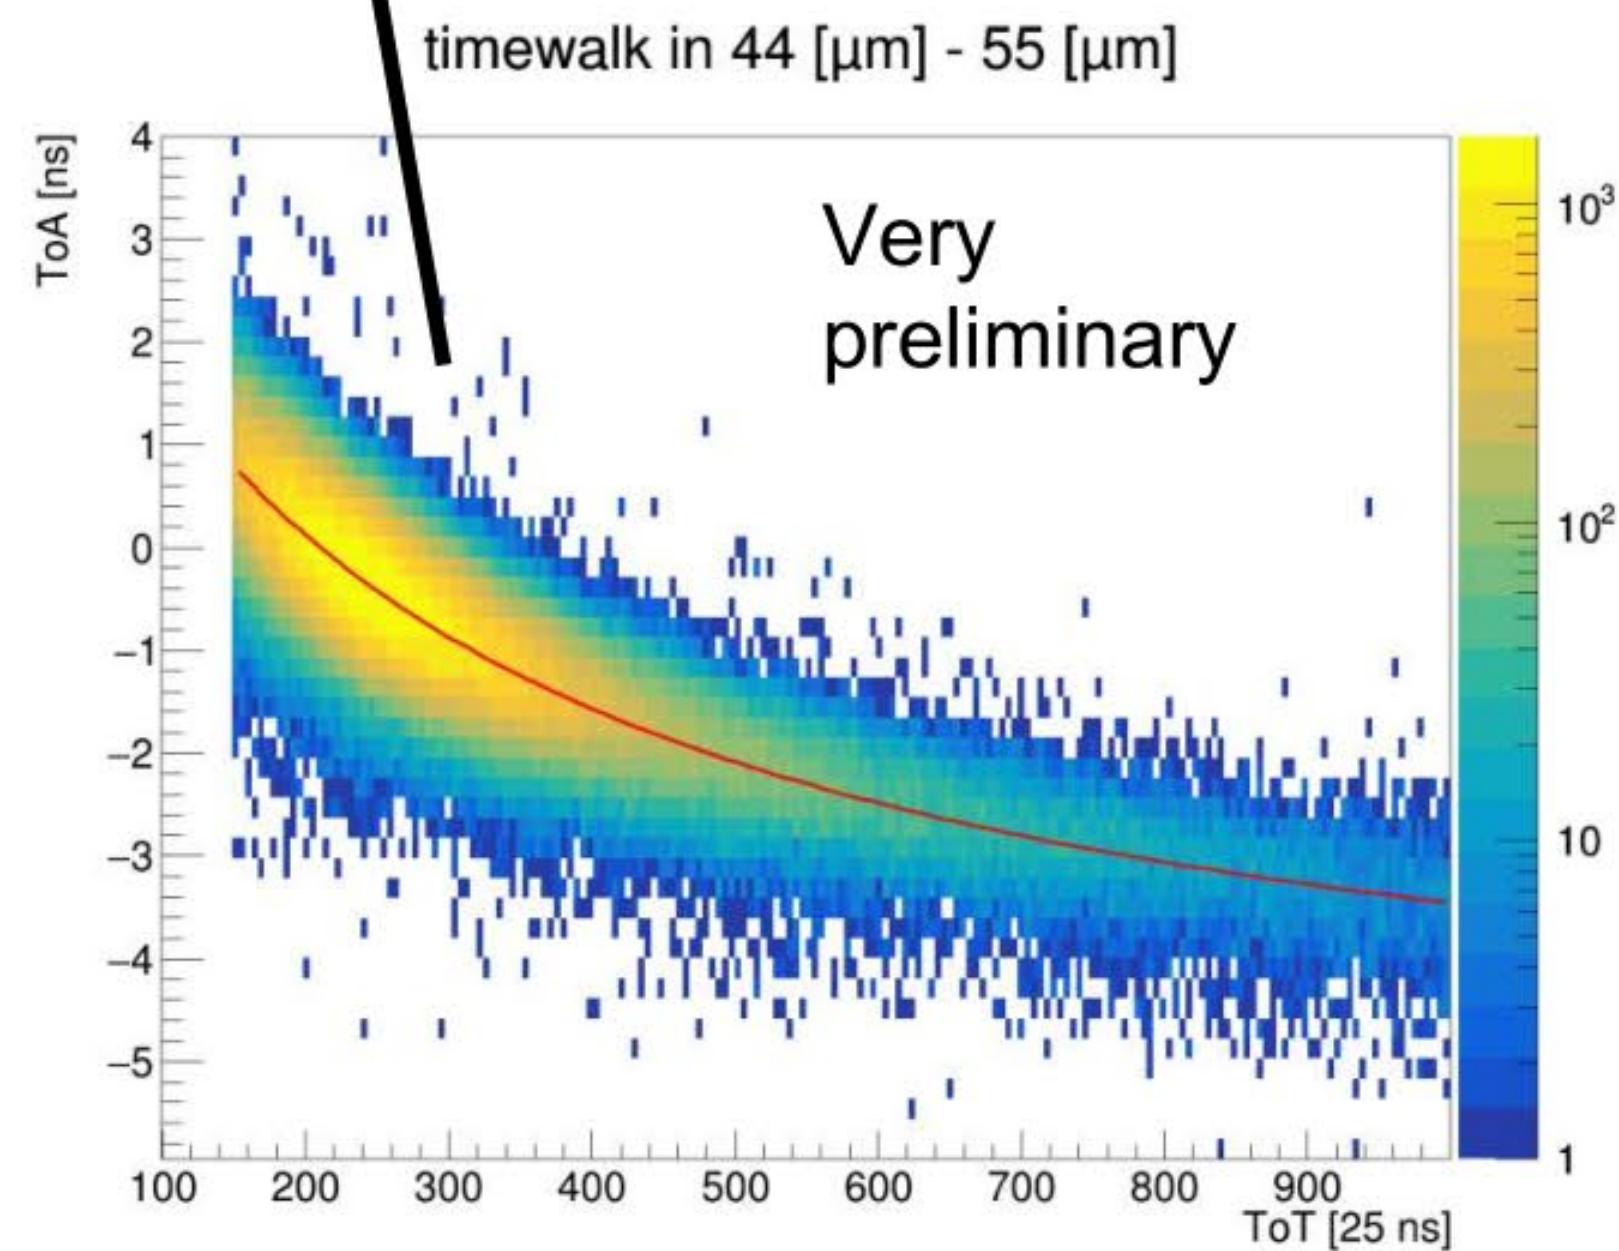 timewalk in 44 [μm] - 55 [μm]
ToA [ns]
4
3
2
1
0
−1
−2
−3
−4
−5
Very
preliminary
10³
10²
10
1
100 200 300 400 500 600 700 800 900
ToT [25 ns]